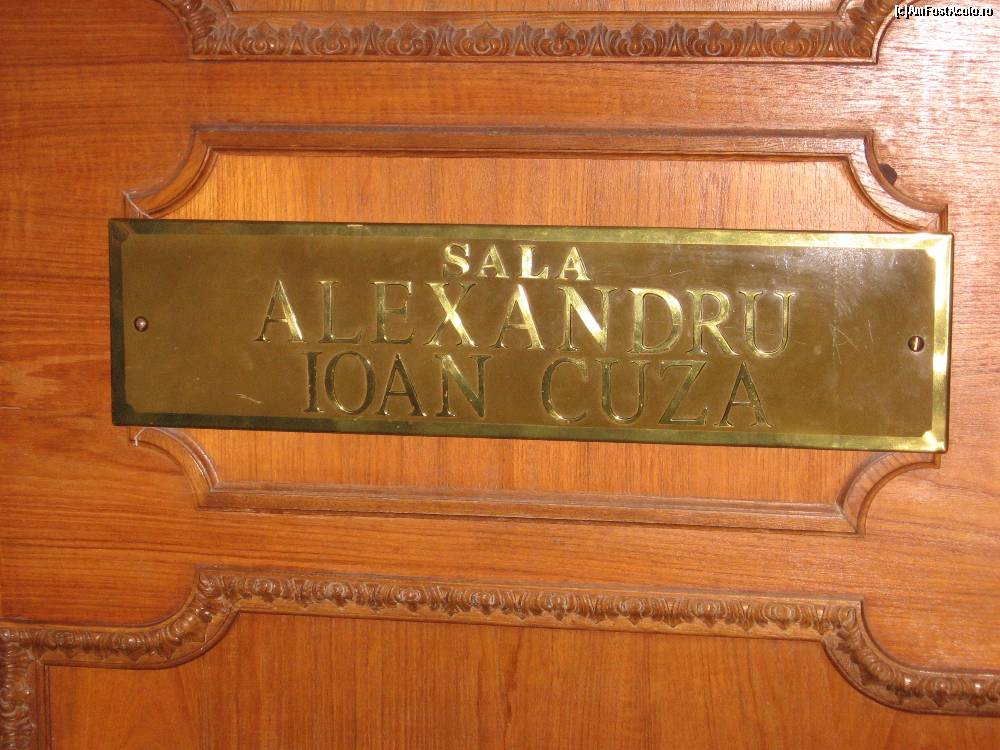 [c]AmFostAcolo.ro
SALA
ALEXANDRU
IOAN CUZA